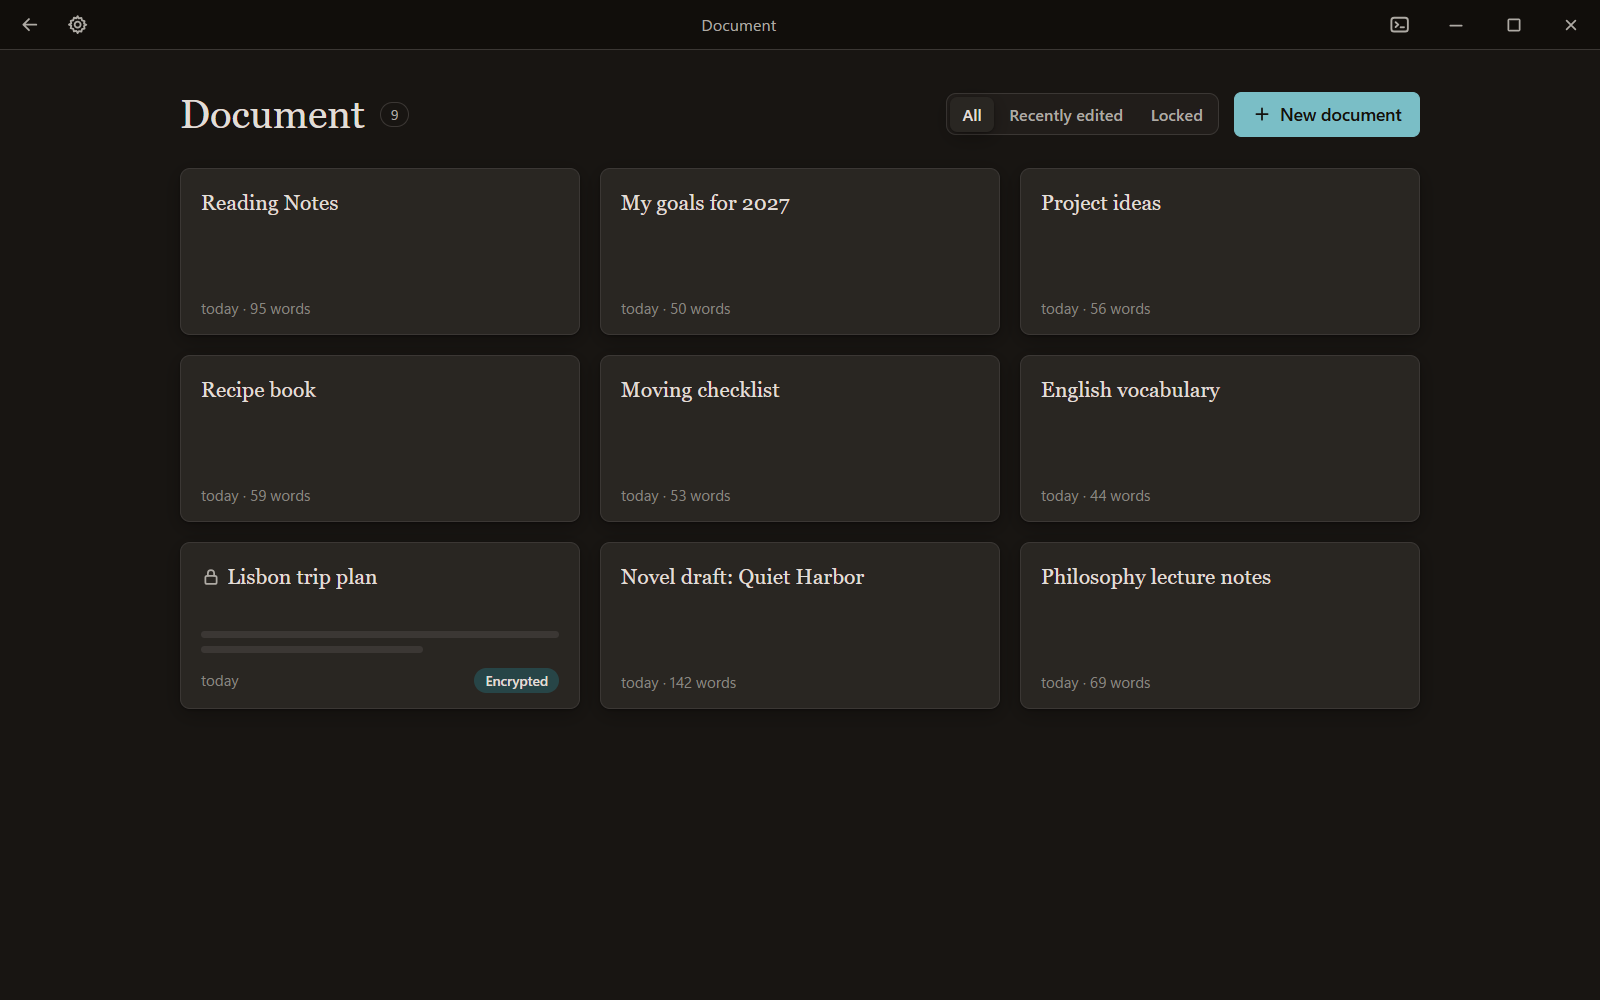 Document
Document 9
All Recently edited Locked + New document
Reading Notes
today · 95 words
My goals for 2027
today · 50 words
Project ideas
today · 56 words
Recipe book
today · 59 words
Moving checklist
today · 53 words
English vocabulary
today · 44 words
Lisbon trip plan
today Encrypted
Novel draft: Quiet Harbor
today · 142 words
Philosophy lecture notes
today · 69 words